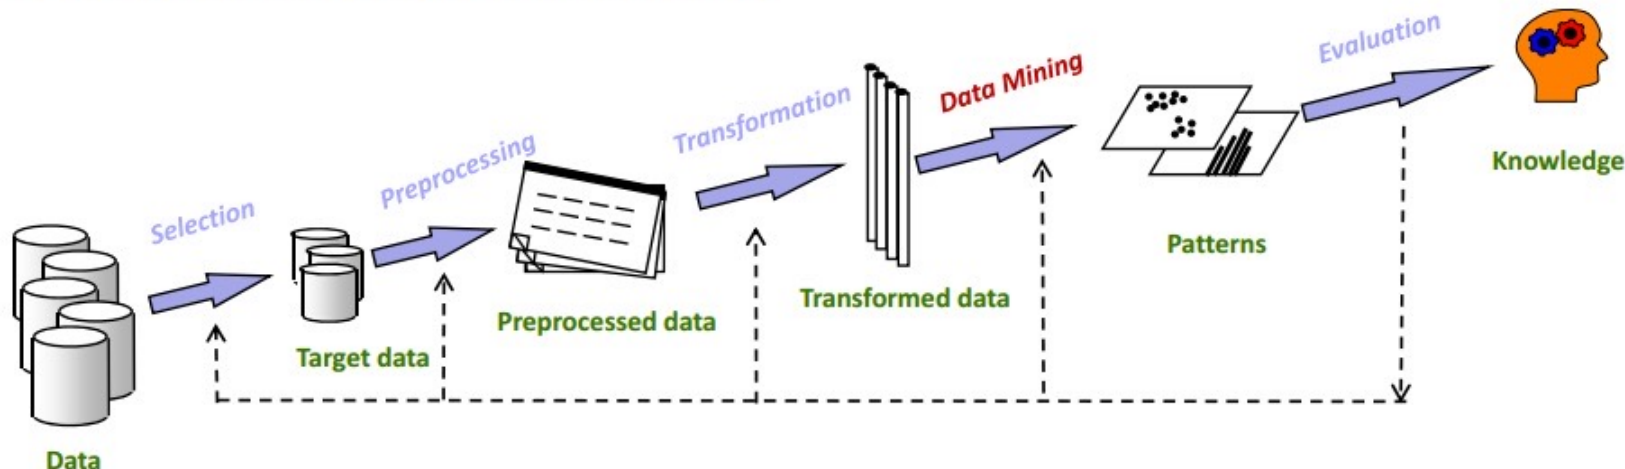 Selection
Preprocessing
Transformation
Data Mining
Evaluation
Data
Target data
Preprocessed data
Transformed data
Patterns
Knowledge